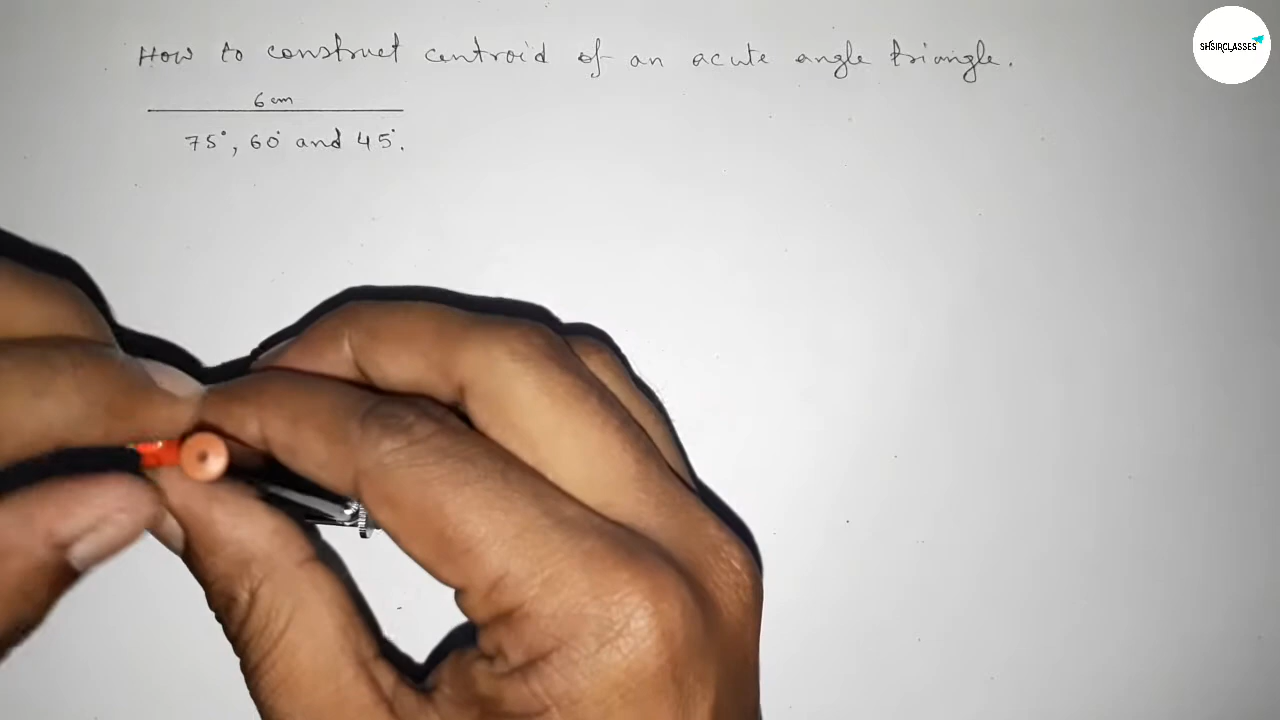 How to construct centroid of an acute angle triangle.
6 cm
75°, 60° and 45°.
SHSIRCLASSES